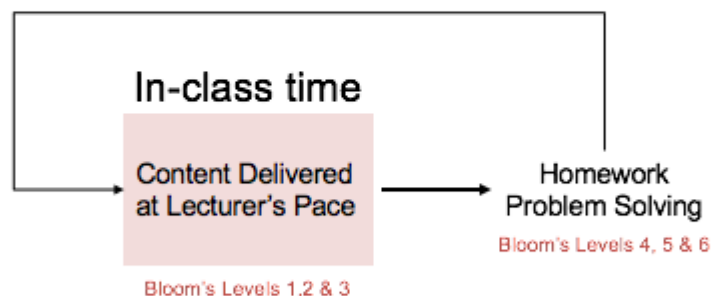 In-class time
Content Delivered
at Lecturer's Pace
Bloom's Levels 1,2 & 3
Homework
Problem Solving
Bloom's Levels 4, 5 & 6